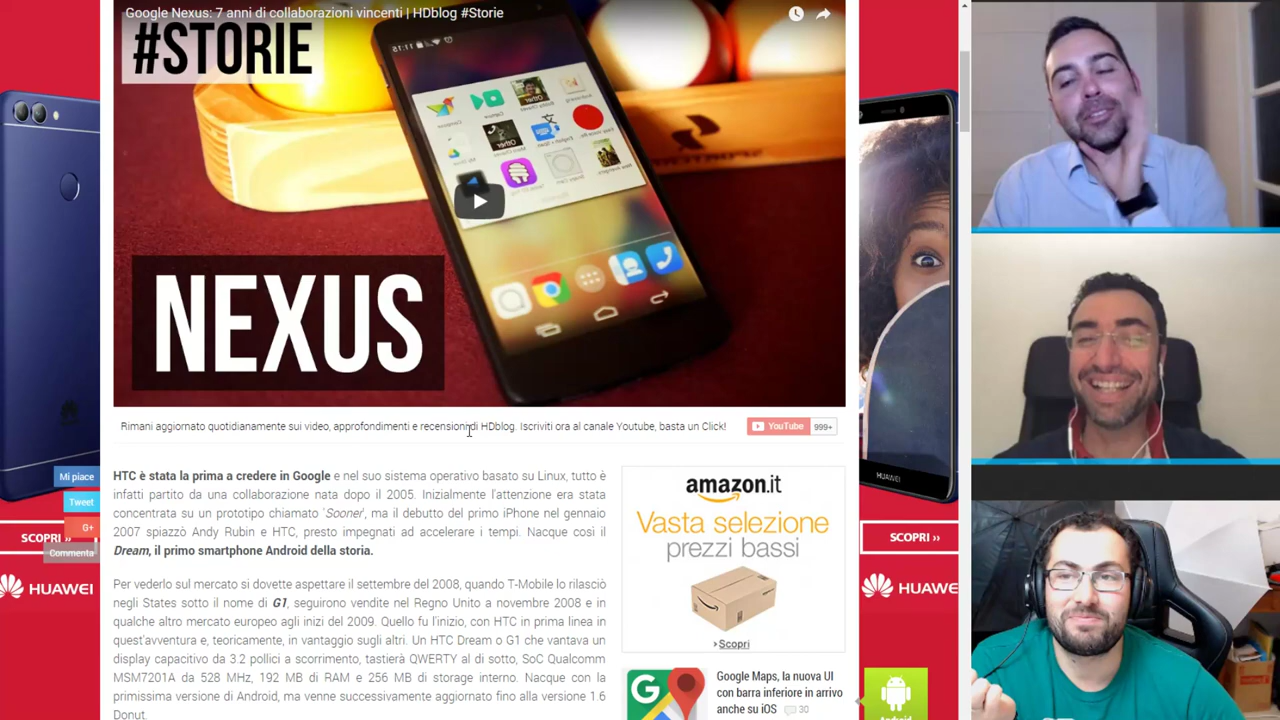 Google Nexus: 7 anni di collaborazioni vincenti | HDblog #Storie
#STORIE
11:15
NEXUS
Rimani aggiornato quotidianamente sui video, approfondimenti e recensioni di HDblog. Iscriviti ora al canale Youtube, basta un Click!
YouTube 999+
HTC è stata la prima a credere in Google e nel suo sistema operativo basato su Linux, tutto è
infatti partito da una collaborazione nata dopo il 2005. Inizialmente l'attenzione era stata
concentrata su un prototipo chiamato 'Sooner', ma il debutto del primo iPhone nel gennaio
2007 spiazzò Andy Rubin e HTC, presto impegnati ad accelerare i tempi. Nacque così il
Dream, il primo smartphone Android della storia.
Per vederlo sul mercato si dovette aspettare il settembre del 2008, quando T-Mobile lo rilasciò
negli States sotto il nome di G1, seguirono vendite nel Regno Unito a novembre 2008 e in
qualche altro mercato europeo agli inizi del 2009. Quello fu l'inizio, con HTC in prima linea in
quest'avventura e, teoricamente, in vantaggio sugli altri. Un HTC Dream o G1 che vantava un
display capacitivo da 3.2 pollici a scorrimento, tastierà QWERTY al di sotto, SoC Qualcomm
MSM7201A da 528 MHz, 192 MB di RAM e 256 MB di storage interno. Nacque con la
primissima versione di Android, ma venne successivamente aggiornato fino alla versione 1.6
Donut.
Mi piace
Tweet
G+
Commenta
SCOPRI ››
HUAWEI
amazon.it
Vasta selezione
prezzi bassi
› Scopri
Google Maps, la nuova UI
con barra inferiore in arrivo
anche su iOS 30
HUAWEI
SCOPRI ››
HUAWEI